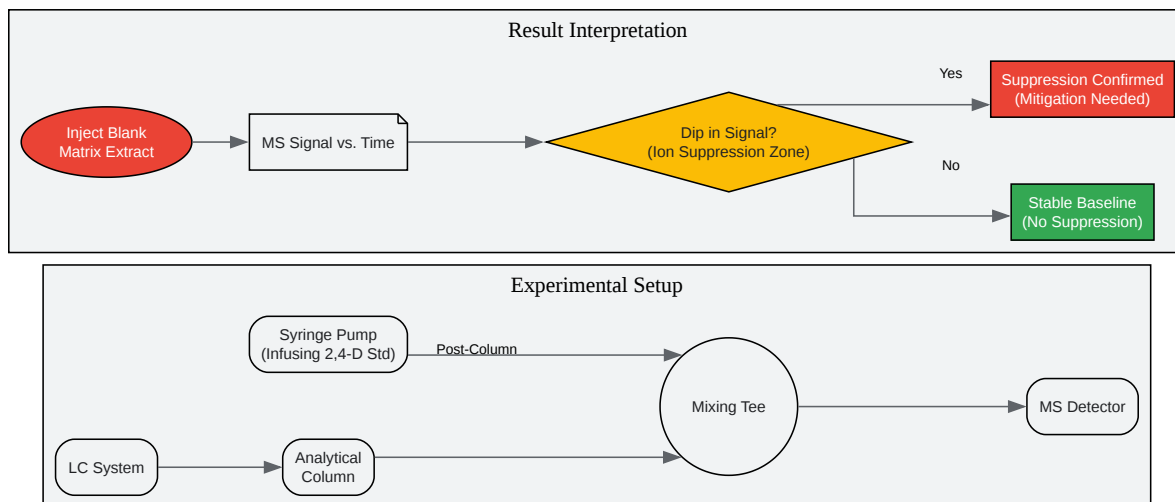 Result Interpretation
Inject Blank
Matrix Extract
MS Signal vs. Time
Dip in Signal?
(Ion Suppression Zone)
Yes
Suppression Confirmed
(Mitigation Needed)
No
Stable Baseline
(No Suppression)
Experimental Setup
Syringe Pump
(Infusing 2,4-D Std)
Post-Column
Mixing Tee
MS Detector
LC System
Analytical
Column